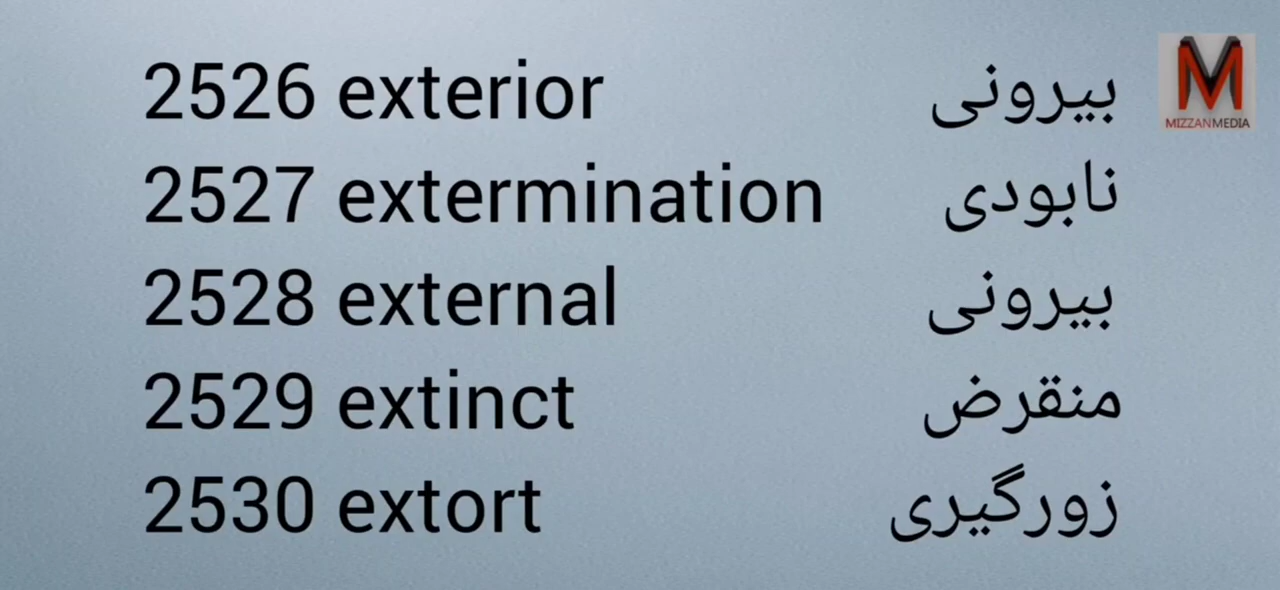 2526 exterior بیرونی
2527 extermination نابودی
2528 external بیرونی
2529 extinct منقرض
2530 extort زورگیری
MIZZANMEDIA